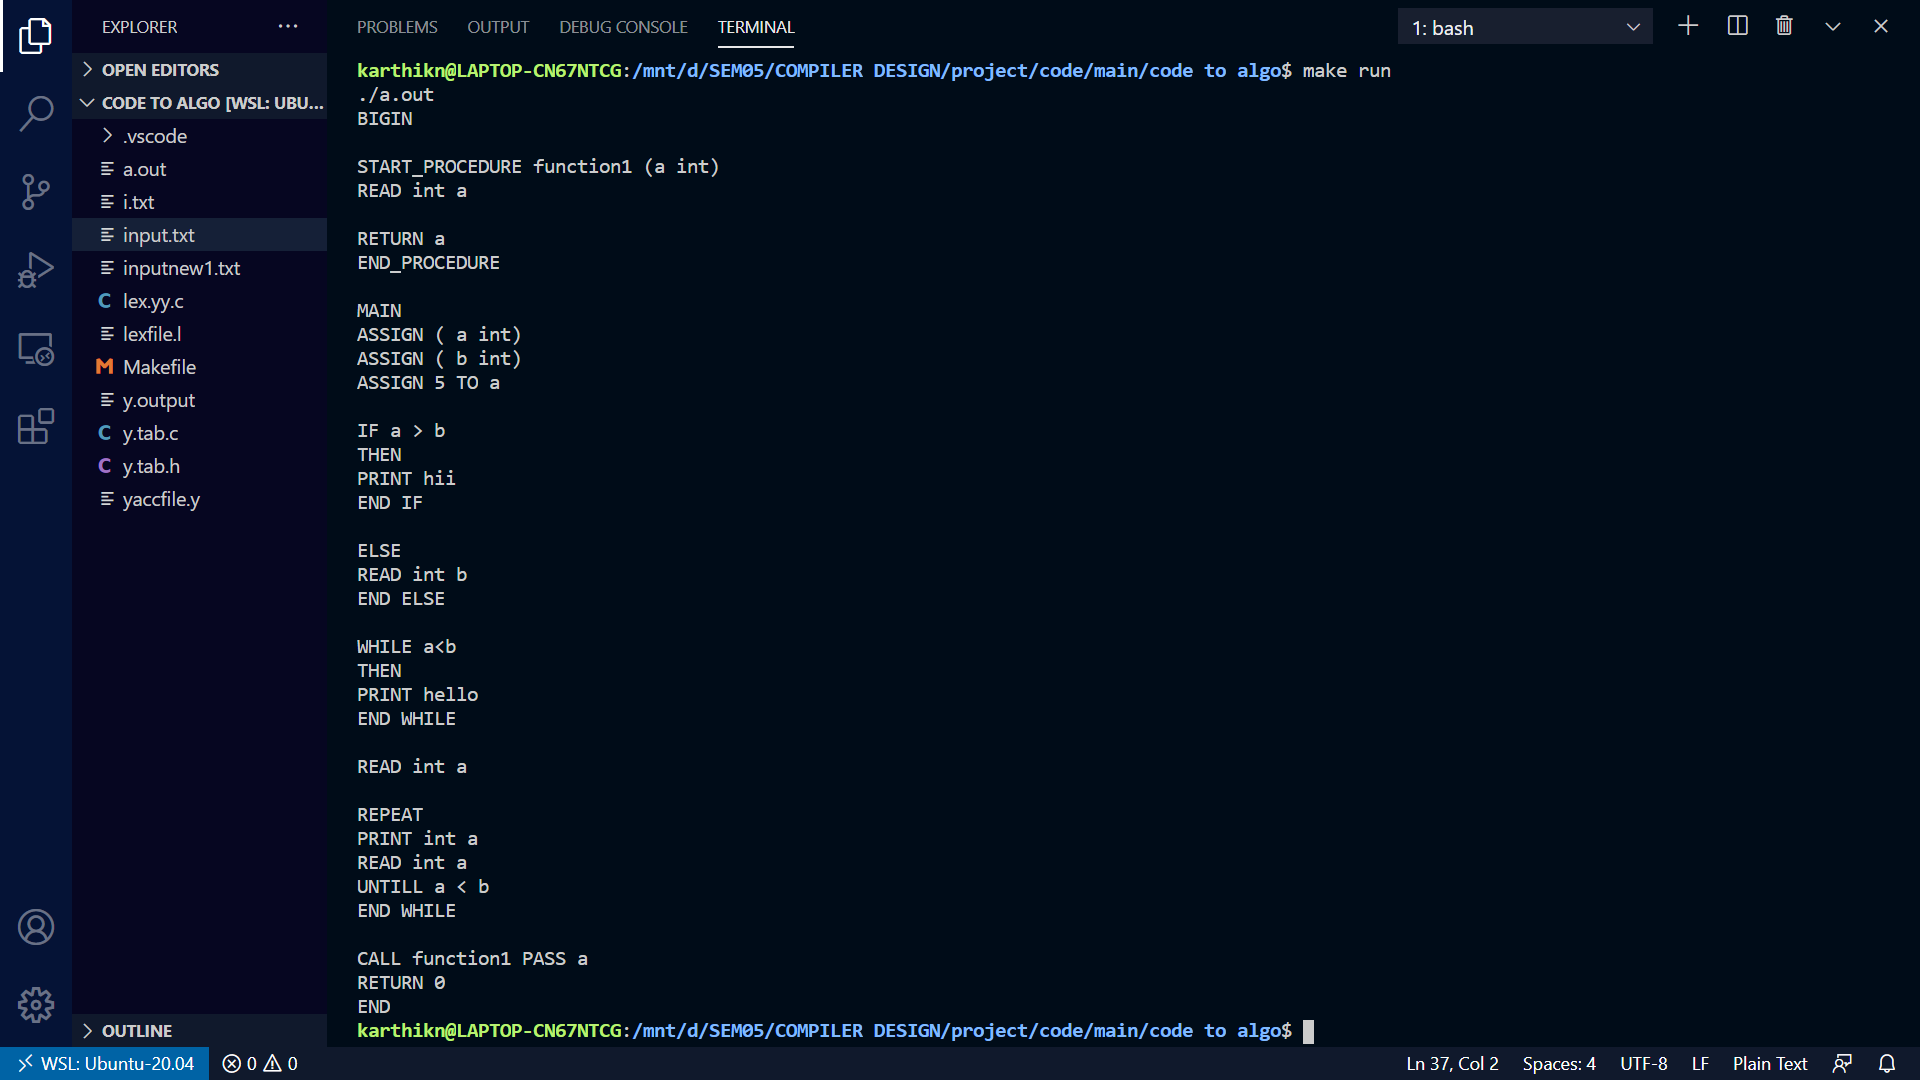 EXPLORER
OPEN EDITORS
CODE TO ALGO [WSL: UBU...
.vscode
a.out
i.txt
input.txt
inputnew1.txt
C lex.yy.c
lexfile.l
M Makefile
y.output
C y.tab.c
C y.tab.h
yaccfile.y
OUTLINE
PROBLEMS OUTPUT DEBUG CONSOLE TERMINAL
1: bash
karthikn@LAPTOP-CN67NTCG:/mnt/d/SEM05/COMPILER DESIGN/project/code/main/code to algo$ make run
./a.out
BIGIN
START_PROCEDURE function1 (a int)
READ int a
RETURN a
END_PROCEDURE
MAIN
ASSIGN ( a int)
ASSIGN ( b int)
ASSIGN 5 TO a
IF a > b
THEN
PRINT hii
END IF
ELSE
READ int b
END ELSE
WHILE a<b
THEN
PRINT hello
END WHILE
READ int a
REPEAT
PRINT int a
READ int a
UNTILL a < b
END WHILE
CALL function1 PASS a
RETURN 0
END
karthikn@LAPTOP-CN67NTCG:/mnt/d/SEM05/COMPILER DESIGN/project/code/main/code to algo$
WSL: Ubuntu-20.04 0 0 Ln 37, Col 2 Spaces: 4 UTF-8 LF Plain Text